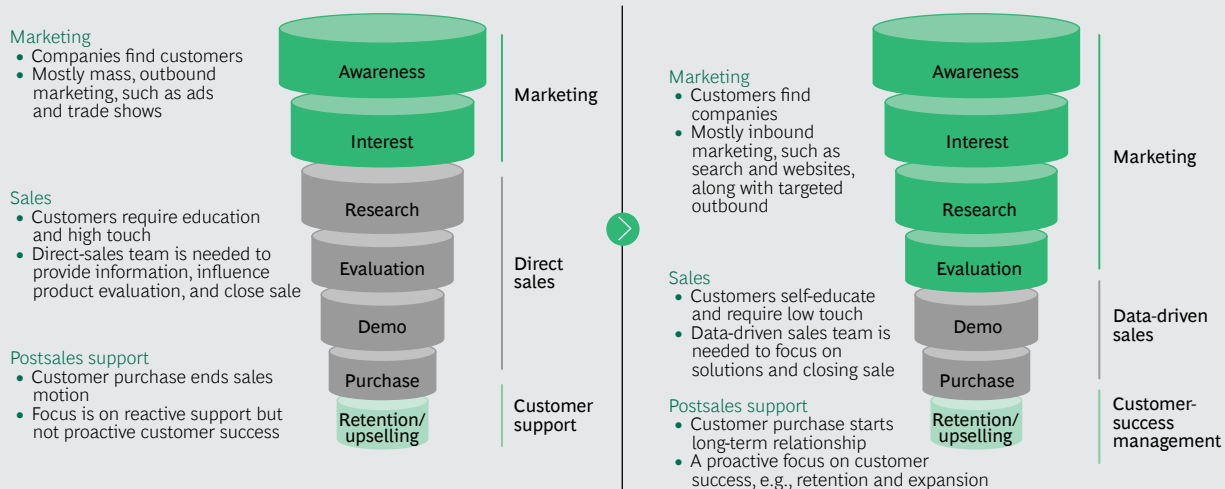 Marketing
• Companies find customers
• Mostly mass, outbound
marketing, such as ads
and trade shows
Sales
• Customers require education
and high touch
• Direct-sales team is needed to
provide information, influence
product evaluation, and close sale
Postsales support
• Customer purchase ends sales
motion
• Focus is on reactive support but
not proactive customer success
Awareness
Interest
Research
Evaluation
Demo
Purchase
Retention/
upselling
Marketing
Direct
sales
Customer
support
Marketing
• Customers find
companies
• Mostly inbound
marketing, such as
search and websites,
along with targeted
outbound
Sales
• Customers self-educate
and require low touch
• Data-driven sales team is
needed to focus on
solutions and closing sale
Postsales support
• Customer purchase starts
long-term relationship
• A proactive focus on customer
success, e.g., retention and expansion
Awareness
Interest
Research
Evaluation
Demo
Purchase
Retention/
upselling
Marketing
Data-driven
sales
Customer-
success
management